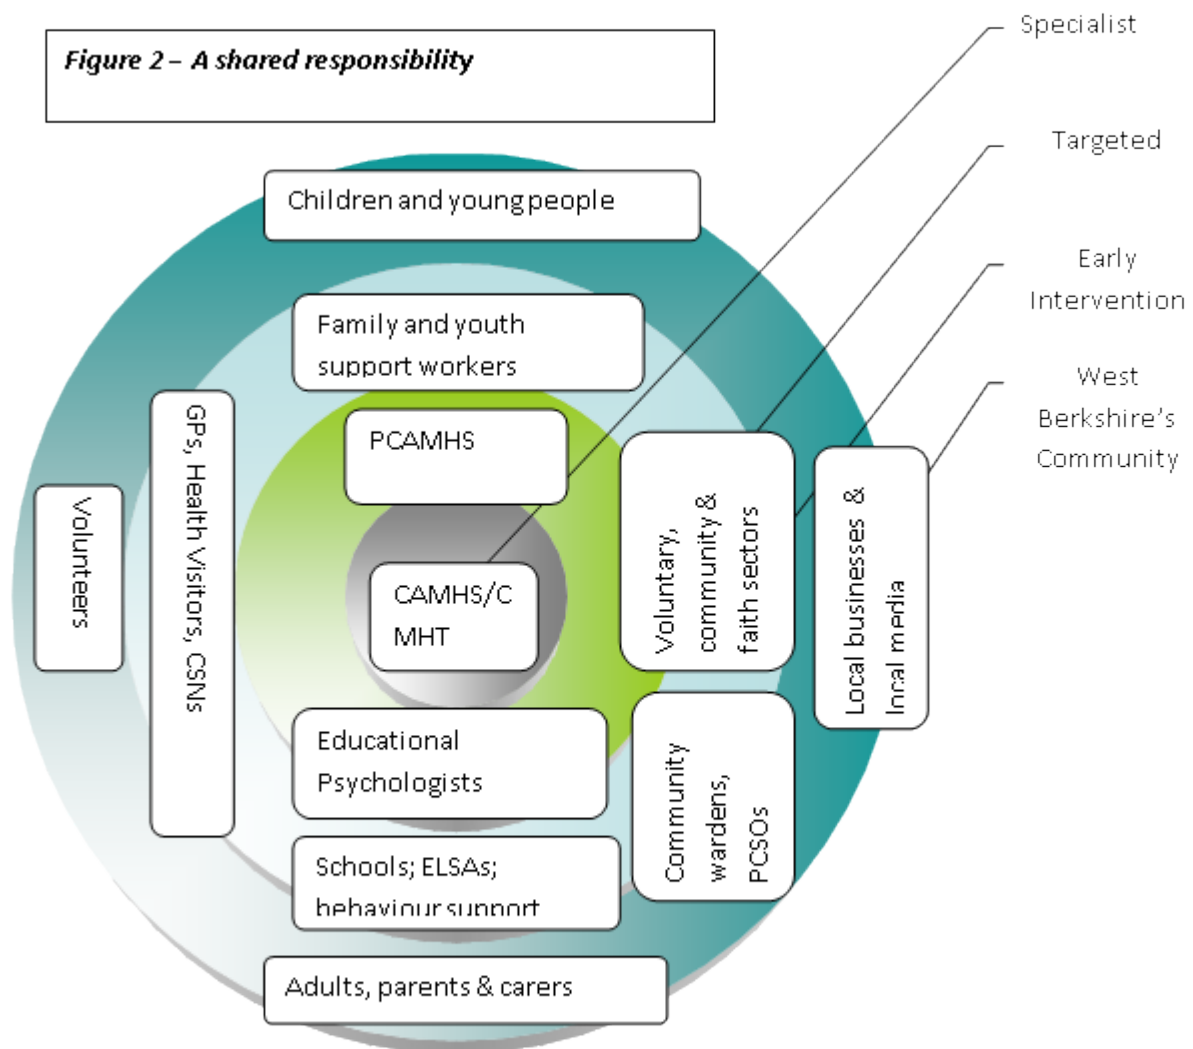 Figure 2 – A shared responsibility
Specialist
Targeted
Early
Intervention
West
Berkshire's
Community
Children and young people
Family and youth
support workers
PCAMHS
CAMHS/C
MHT
Educational
Psychologists
Schools; ELSAs;
behaviour support
Adults, parents & carers
Volunteers
GPs, Health Visitors, CSNs
Voluntary,
community &
faith sectors
Community
wardens,
PCSOs
Local businesses &
local media